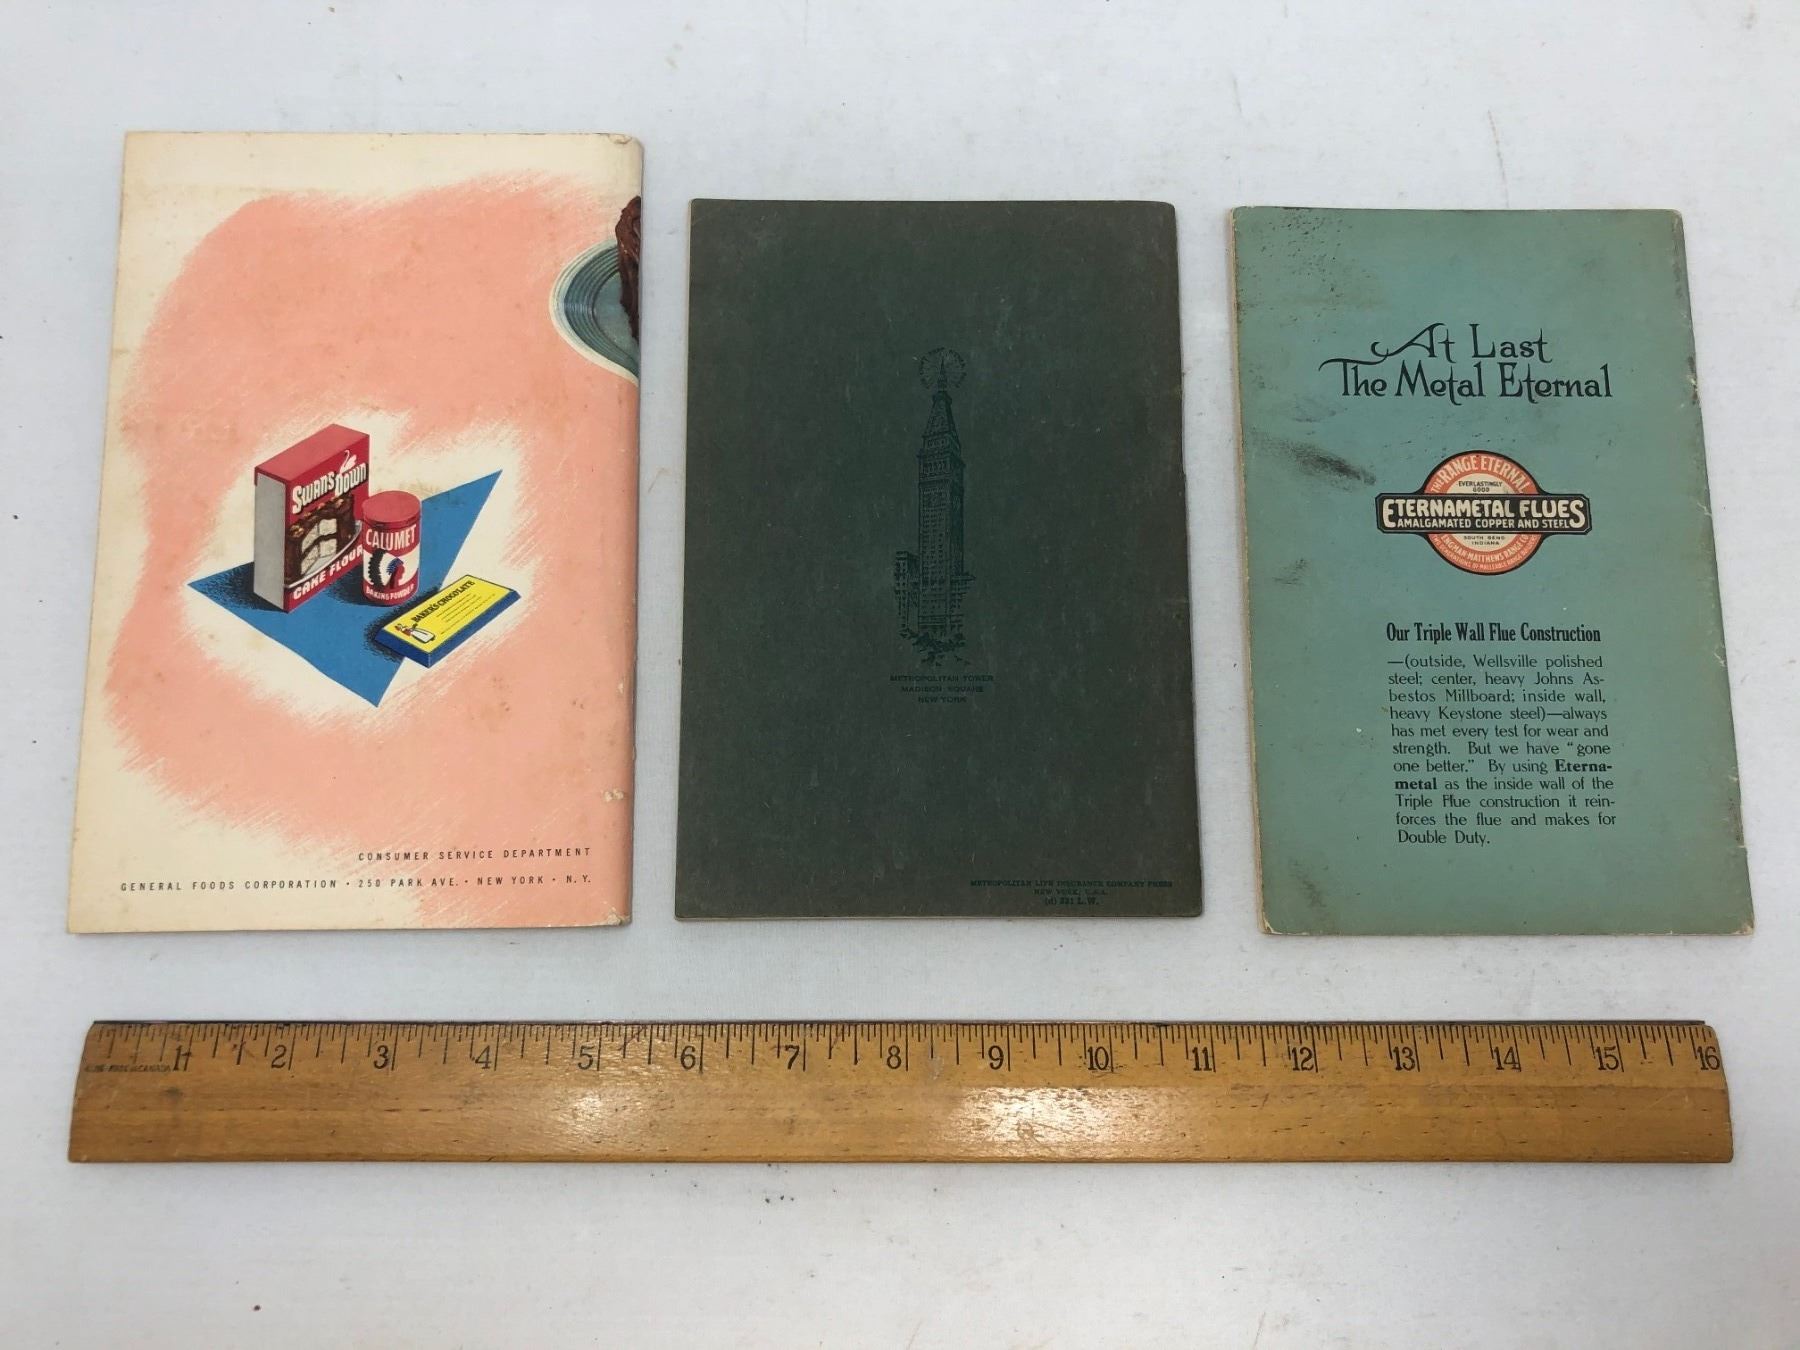 SWANS DOWN
CAKE FLOUR
CALUMET
BAKING POWDER
BAKER'S CHOCOLATE
CONSUMER SERVICE DEPARTMENT
GENERAL FOODS CORPORATION · 250 PARK AVE. · NEW YORK · N.Y.
METROPOLITAN TOWER
MADISON SQUARE
NEW YORK
METROPOLITAN LIFE INSURANCE COMPANY PRESS
NEW YORK, U.S.A.
At Last
The Metal Eternal
THE RANGE ETERNAL
EVERLASTINGLY
GOOD
ETERNAMETAL FLUES
AMALGAMATED COPPER AND STEEL
SOUTH BEND
INDIANA
ENGMAN-MATTHEWS RANGE CO.
Our Triple Wall Flue Construction
—(outside, Wellsville polished
steel; center, heavy Johns As-
bestos Millboard; inside wall,
heavy Keystone steel)—always
has met every test for wear and
strength. But we have "gone
one better." By using Eterna-
metal as the inside wall of the
Triple Flue construction it rein-
forces the flue and makes for
Double Duty.
1 2 3 4 5 6 7 8 9 10 11 12 13 14 15 16